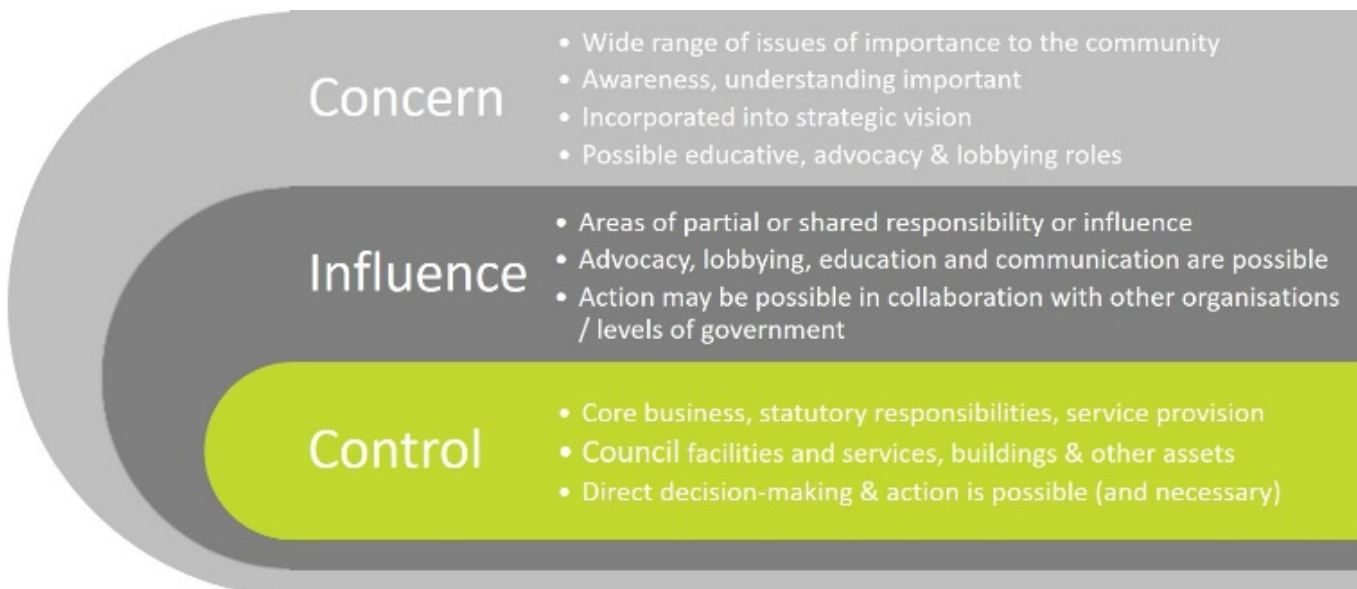 Concern
• Wide range of issues of importance to the community
• Awareness, understanding important
• Incorporated into strategic vision
• Possible educative, advocacy & lobbying roles
Influence
• Areas of partial or shared responsibility or influence
• Advocacy, lobbying, education and communication are possible
• Action may be possible in collaboration with other organisations
/ levels of government
Control
• Core business, statutory responsibilities, service provision
• Council facilities and services, buildings & other assets
• Direct decision-making & action is possible (and necessary)